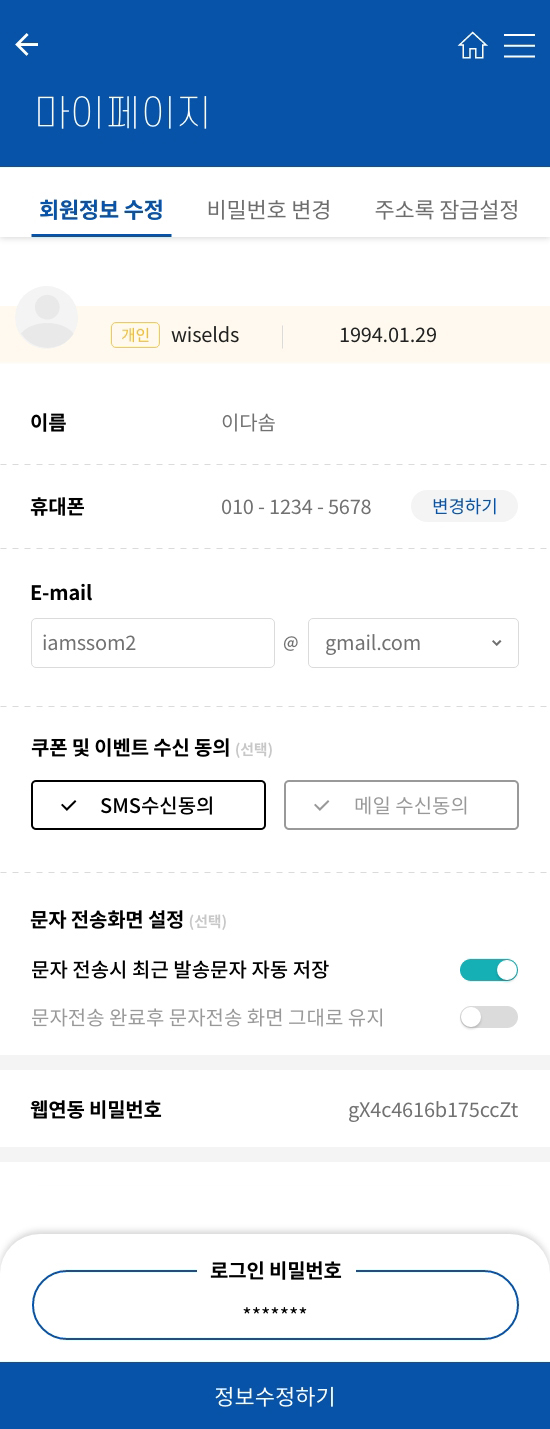 마이페이지
회원정보 수정 비밀번호 변경 주소록 잠금설정
개인 wiselds 1994.01.29
이름 이다솜
휴대폰 010 - 1234 - 5678 변경하기
E-mail
iamssom2 @ gmail.com
쿠폰 및 이벤트 수신 동의 (선택)
SMS수신동의 메일 수신동의
문자 전송화면 설정 (선택)
문자 전송시 최근 발송문자 자동 저장
문자전송 완료후 문자전송 화면 그대로 유지
웹연동 비밀번호 gX4c4616b175ccZt
로그인 비밀번호
*******
정보수정하기